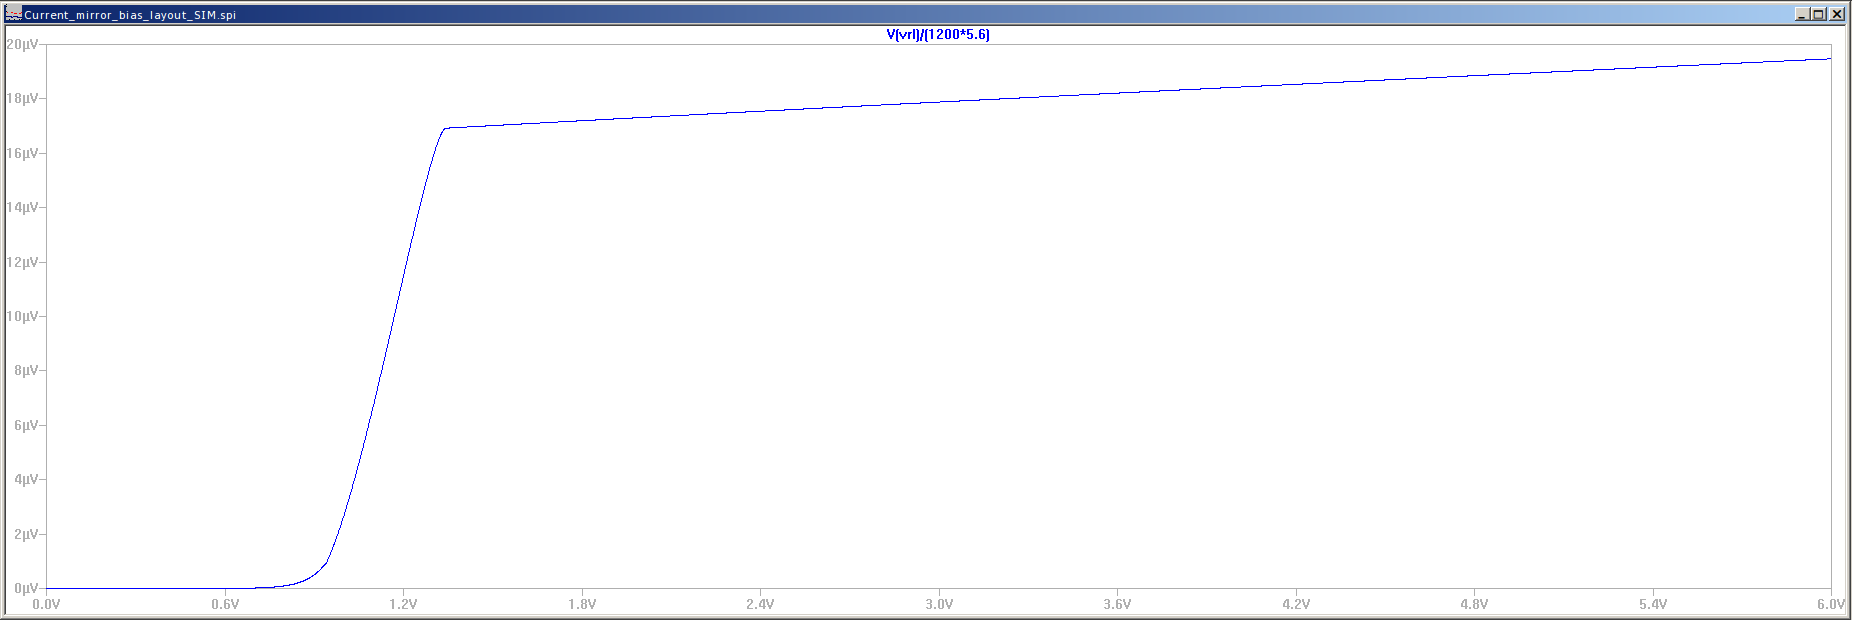 Current_mirror_bias_layout_SIM.spi
V(vrl)/(1200*5.6)
20µV
18µV
16µV
14µV
12µV
10µV
8µV
6µV
4µV
2µV
0µV
0.0V 0.6V 1.2V 1.8V 2.4V 3.0V 3.6V 4.2V 4.8V 5.4V 6.0V